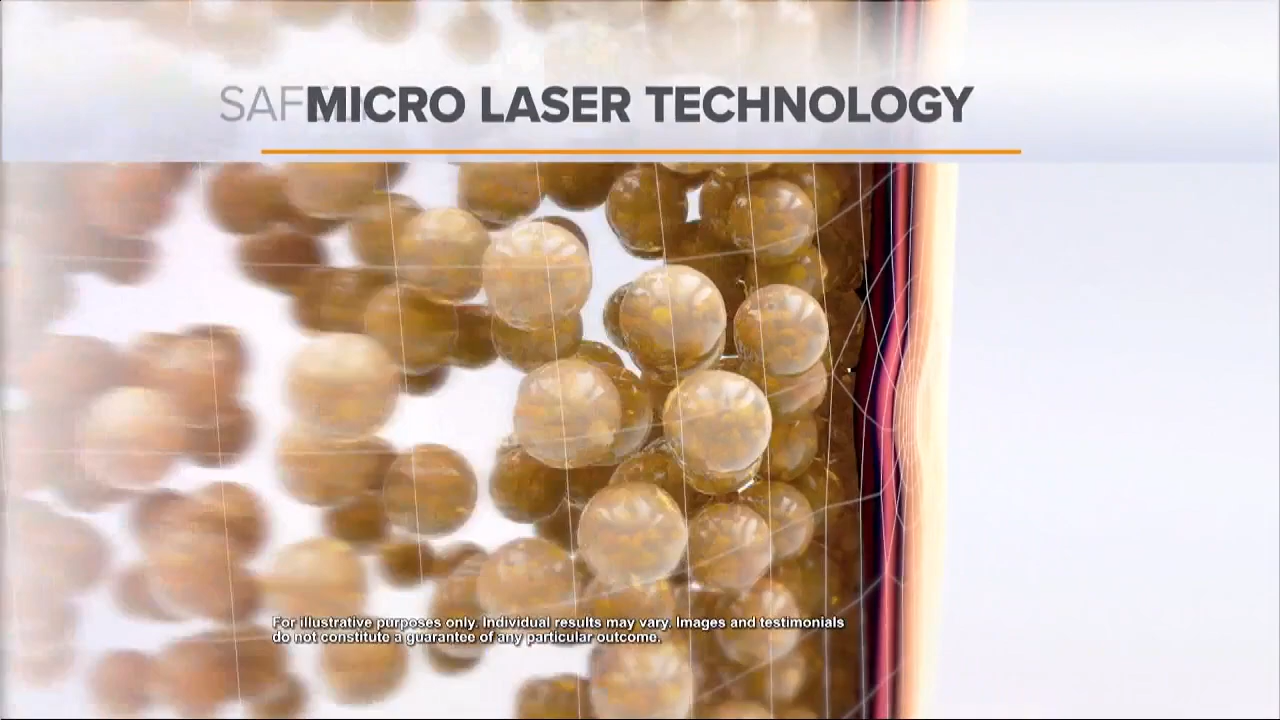 MICRO LASER TECHNOLOGY
For illustrative purposes only. Individual results may vary. Images and testimonials
do not constitute a guarantee of any particular outcome.